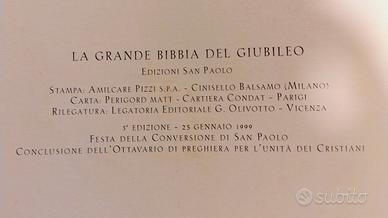 LA GRANDE BIBBIA DEL GIUBILEO
EDIZIONI SAN PAOLO
STAMPA: AMILCARE PIZZI S.P.A. - CINISELLO BALSAMO (MILANO)
CARTA: PERIGORD MATT - CARTIERA CONDAT - PARIGI
RILEGATURA: LEGATORIA EDITORIALE G. OLIVOTTO - VICENZA
3ª EDIZIONE - 25 GENNAIO 1999
FESTA DELLA CONVERSIONE DI SAN PAOLO
CONCLUSIONE DELL'OTTAVARIO DI PREGHIERA PER L'UNITÀ DEI CRISTIANI
subito